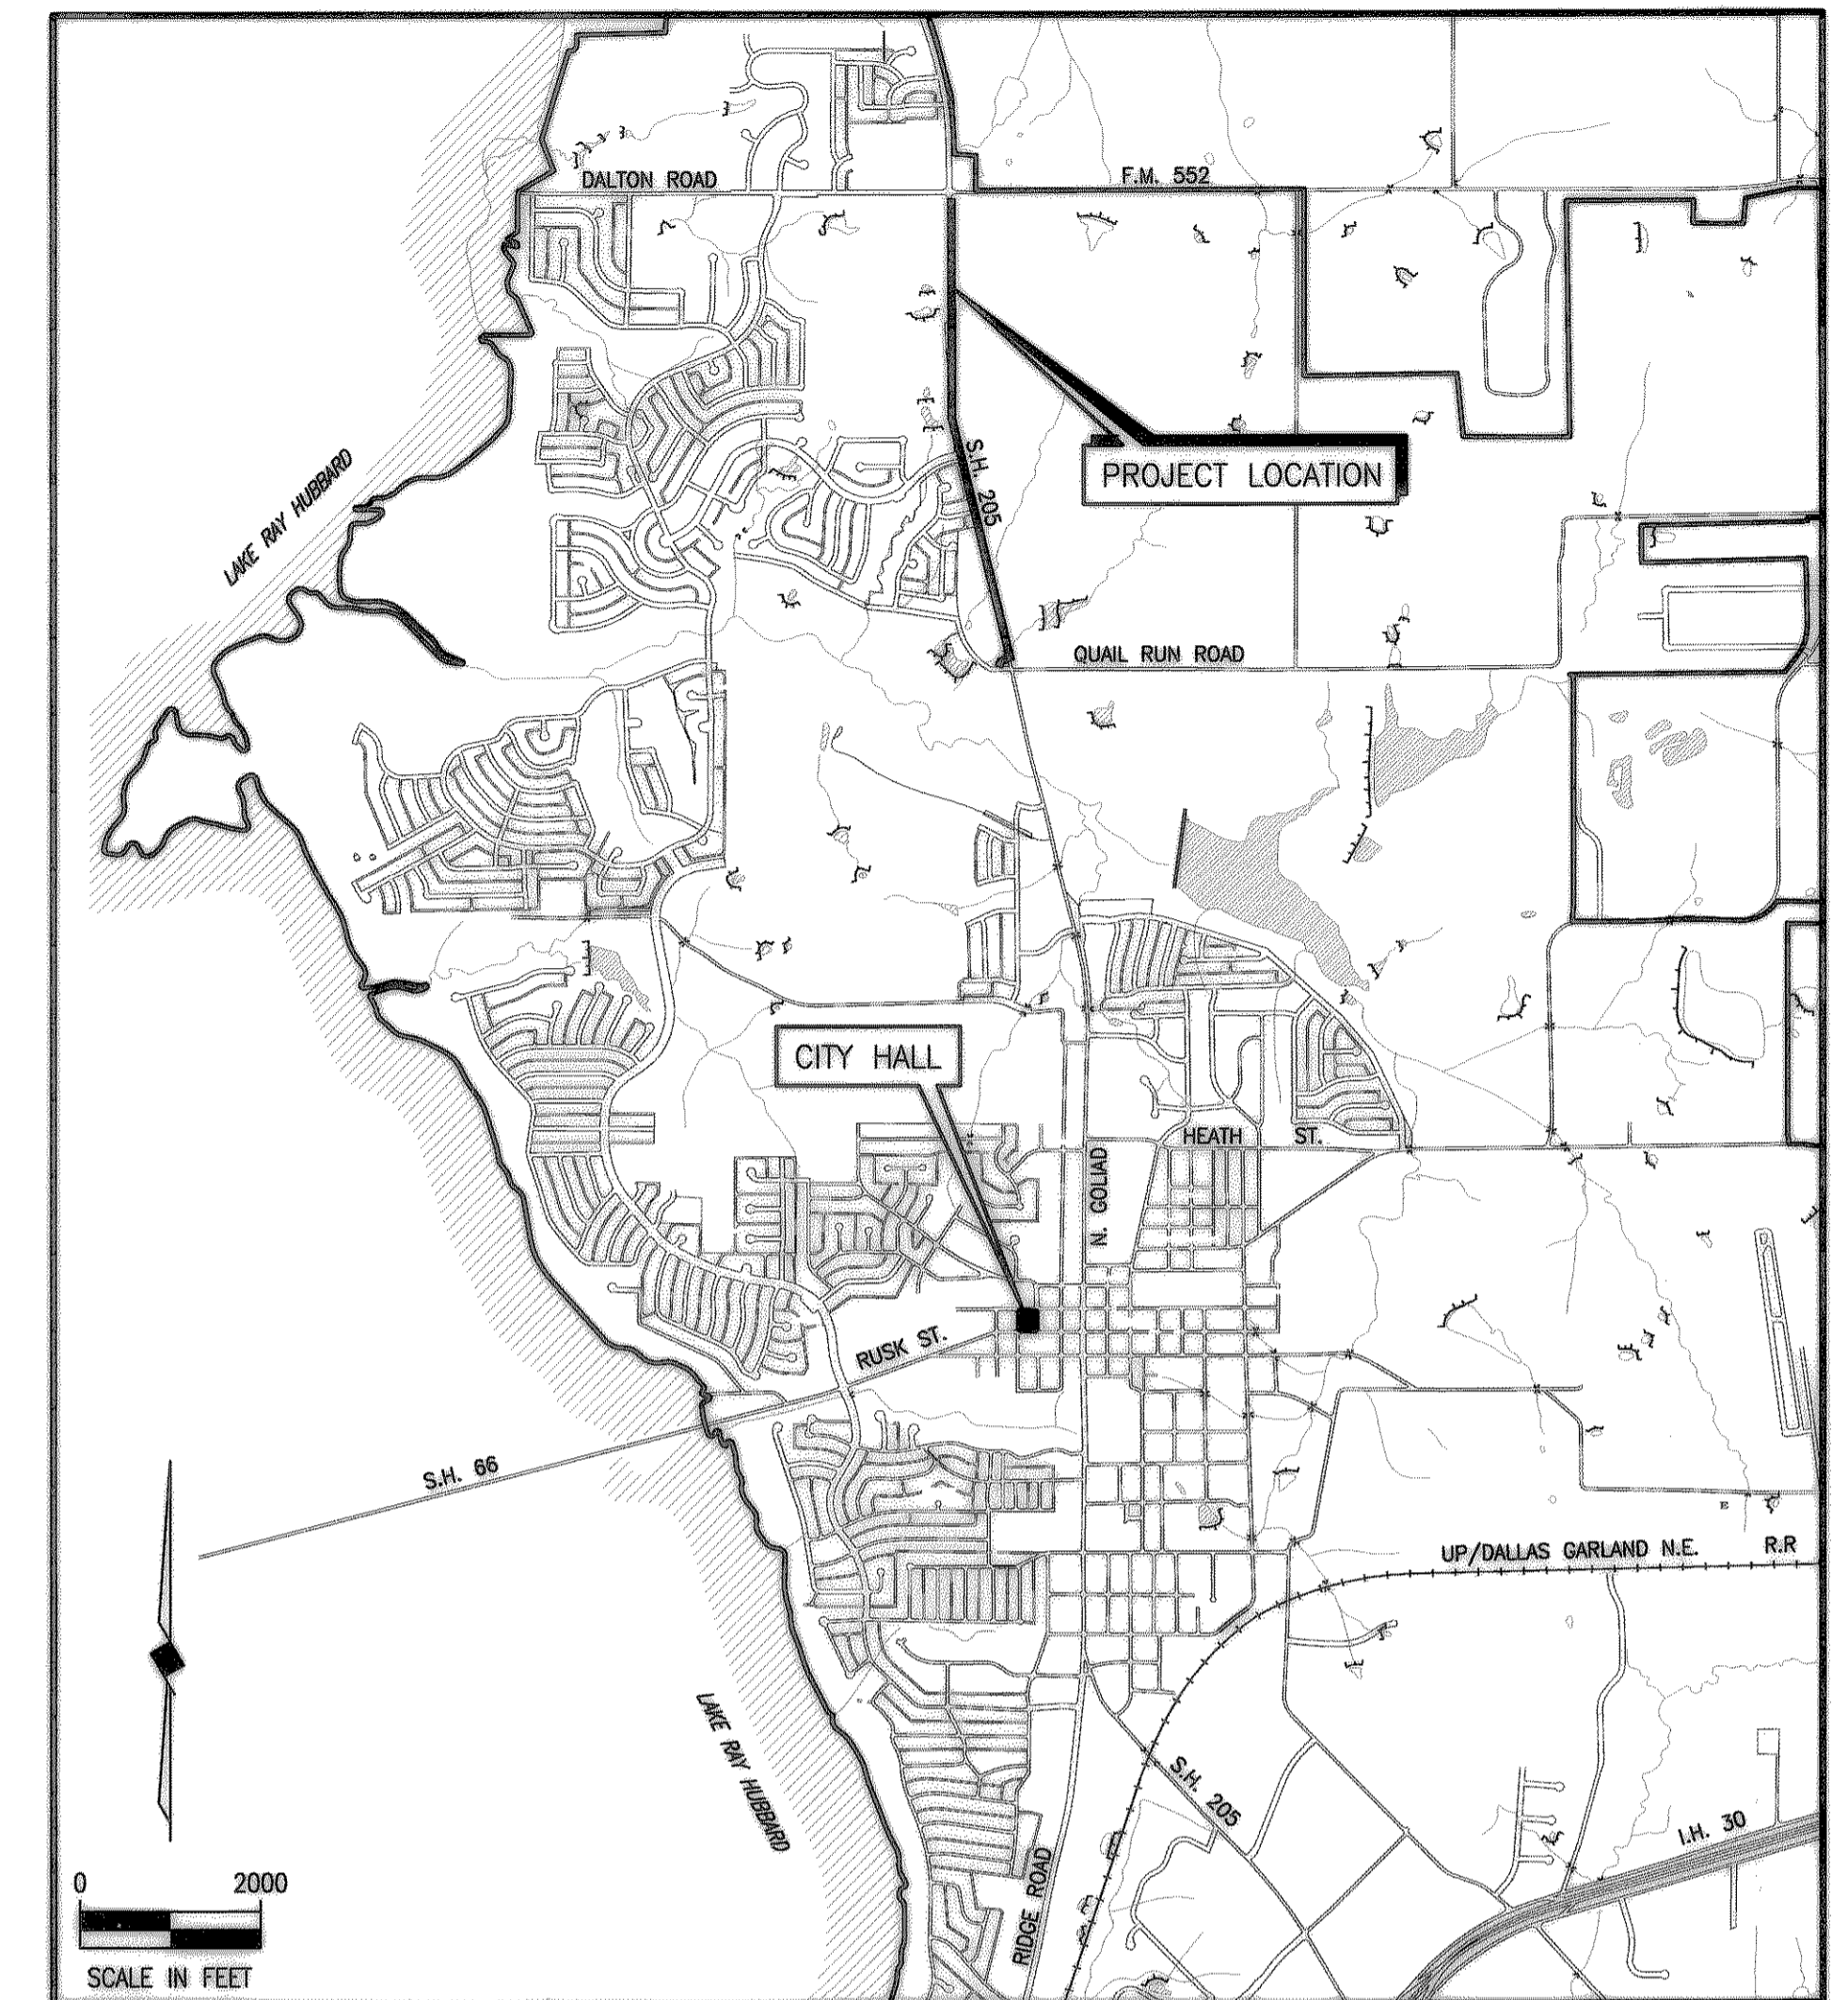 DALTON ROAD
F.M. 552
S.H. 205
PROJECT LOCATION
LAKE RAY HUBBARD
QUAIL RUN ROAD
CITY HALL
HEATH ST.
N. GOLIAD
RUSK ST.
S.H. 66
E
UP/DALLAS GARLAND N.E. R.R
LAKE RAY HUBBARD
S.H. 205
I.H. 30
RIDGE ROAD
0 2000
SCALE IN FEET